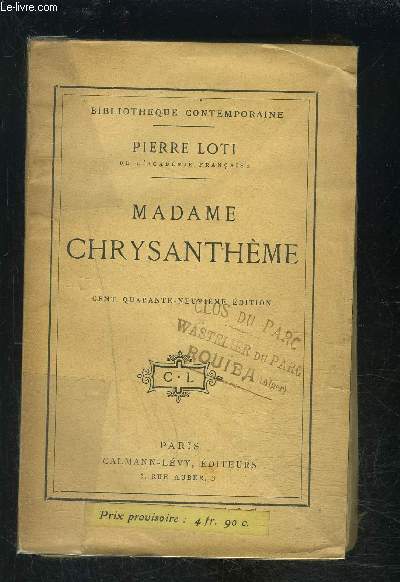 le-livre.com
BIBLIOTHÈQUE CONTEMPORAINE
PIERRE LOTI
DE L'ACADÉMIE FRANÇAISE
MADAME
CHRYSANTHÈME
CENT QUARANTE-NEUVIÈME ÉDITION
CLOS DU PARC
WASTELIER DU PARC
ROUIBA (Alger)
C · L
PARIS
CALMANN-LÉVY, ÉDITEURS
3, RUE AUBER, 3
Prix provisoire : 4 fr. 90 c.